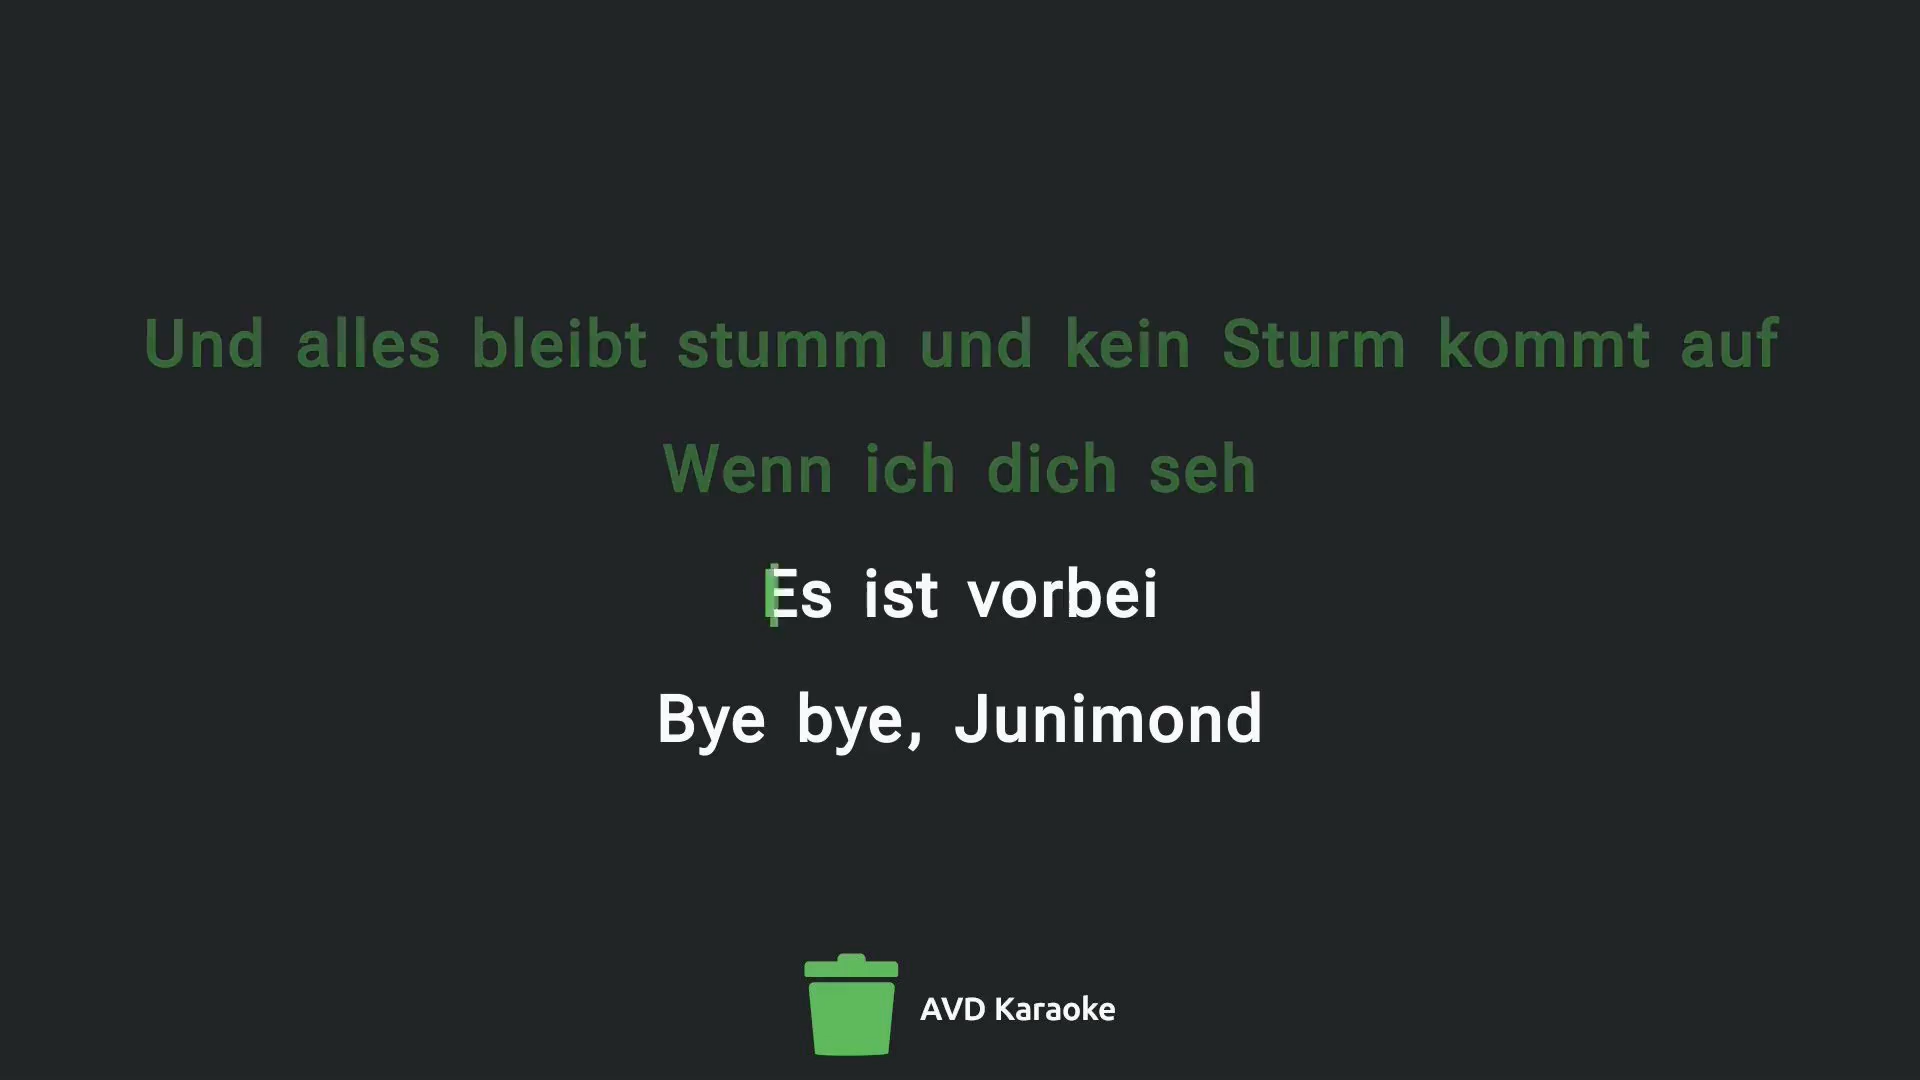 Und alles bleibt stumm und kein Sturm kommt auf
Wenn ich dich seh
Es ist vorbei
Bye bye, Junimond
AVD Karaoke